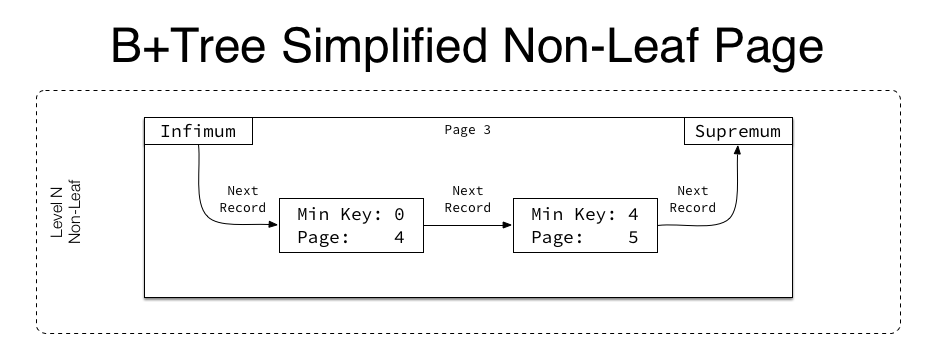 B+Tree Simplified Non-Leaf Page
Level N
Non-Leaf
Infimum
Page 3
Supremum
Next
Record
Min Key: 0
Page: 4
Next
Record
Min Key: 4
Page: 5
Next
Record